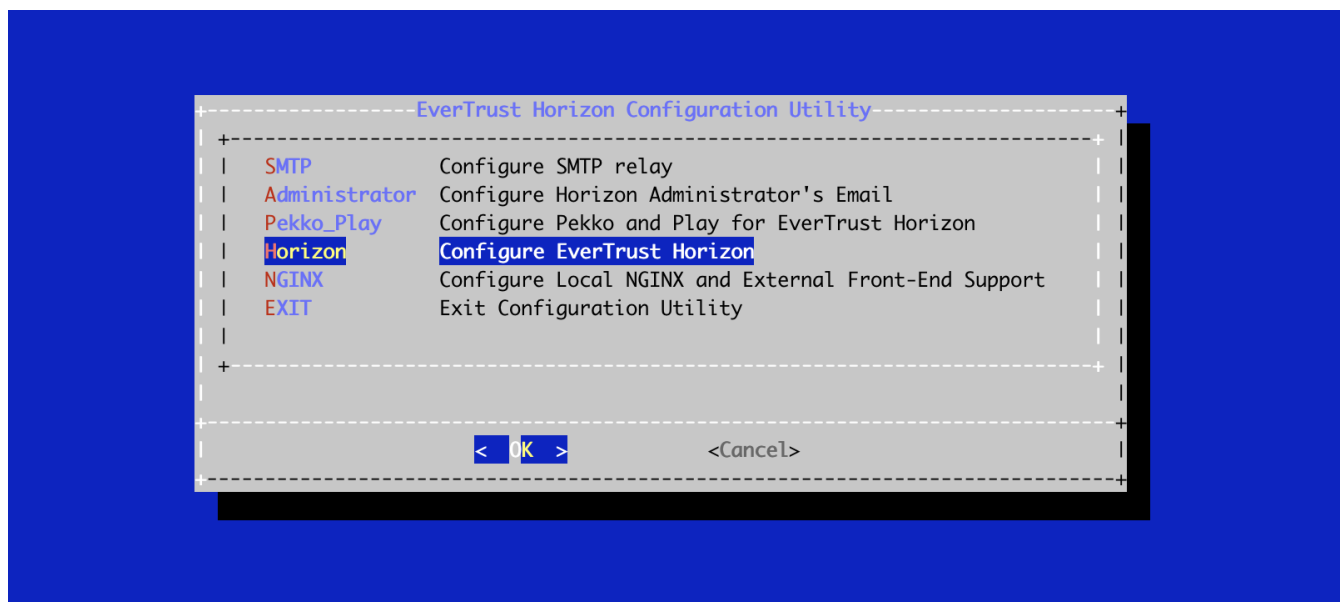 EverTrust Horizon Configuration Utility
SMTP Configure SMTP relay
Administrator Configure Horizon Administrator's Email
Pekko_Play Configure Pekko and Play for EverTrust Horizon
Horizon Configure EverTrust Horizon
NGINX Configure Local NGINX and External Front-End Support
EXIT Exit Configuration Utility
< OK > <Cancel>